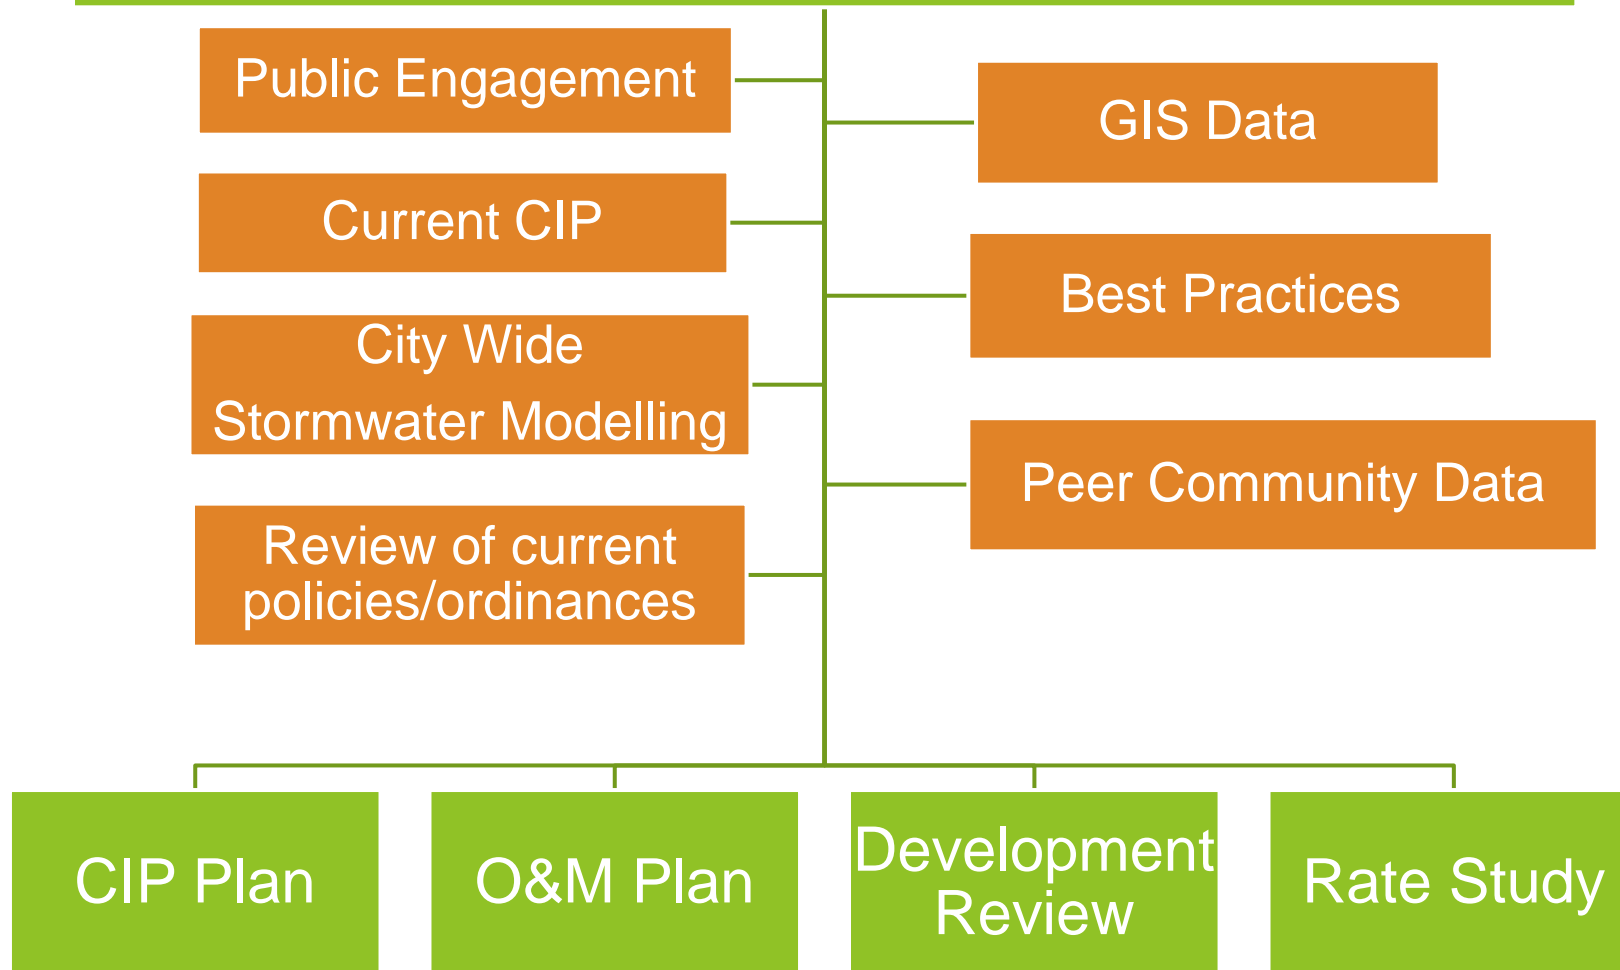 Public Engagement
GIS Data
Current CIP
Best Practices
City Wide
Stormwater Modelling
Peer Community Data
Review of current
policies/ordinances
CIP Plan
O&M Plan
Development
Review
Rate Study